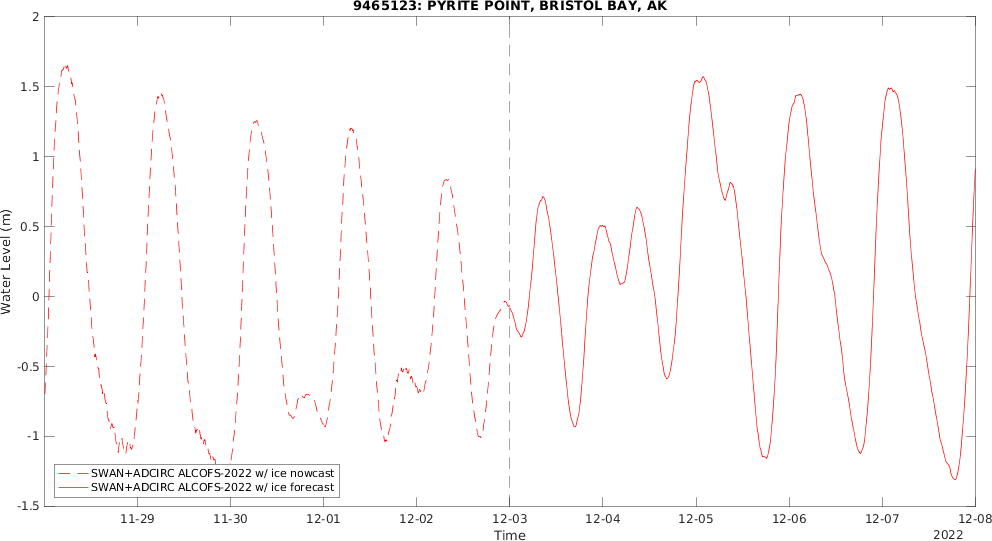 9465123: PYRITE POINT, BRISTOL BAY, AK
2
1.5
1
0.5
0
-0.5
-1
-1.5
Water Level (m)
SWAN+ADCIRC ALCOFS-2022 w/ ice nowcast
SWAN+ADCIRC ALCOFS-2022 w/ ice forecast
11-29 11-30 12-01 12-02 12-03 12-04 12-05 12-06 12-07 12-08
Time
2022